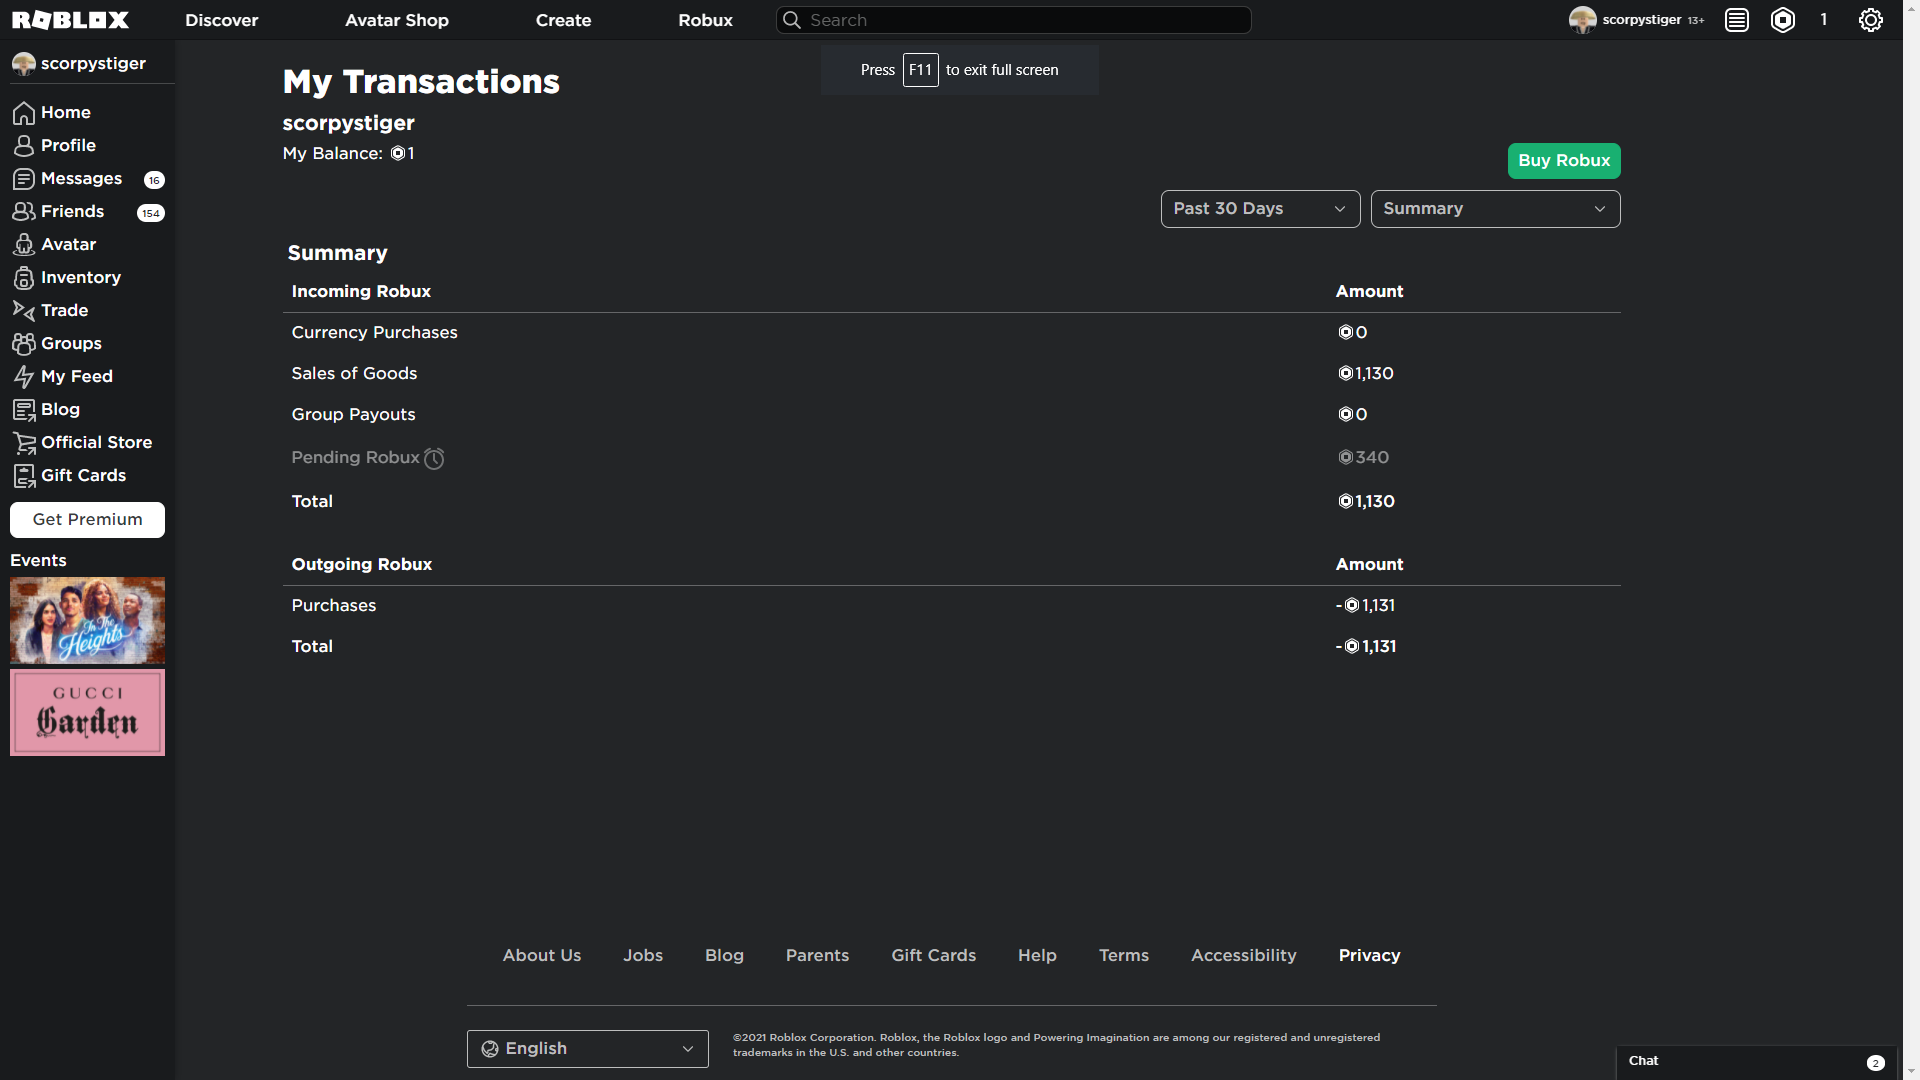 ROBLOX
Discover
Avatar Shop
Create
Robux
Search
scorpystiger 13+
1
scorpystiger
Home
Profile
Messages 16
Friends 154
Avatar
Inventory
Trade
Groups
My Feed
Blog
Official Store
Gift Cards
Get Premium
Events
In The Heights
GUCCI
Garden
Press F11 to exit full screen
My Transactions
scorpystiger
My Balance: 1
Buy Robux
Past 30 Days
Summary
Summary
Incoming Robux Amount
Currency Purchases 0
Sales of Goods 1,130
Group Payouts 0
Pending Robux 340
Total 1,130
Outgoing Robux Amount
Purchases -1,131
Total -1,131
About Us Jobs Blog Parents Gift Cards Help Terms Accessibility Privacy
English
©2021 Roblox Corporation. Roblox, the Roblox logo and Powering Imagination are among our registered and unregistered
trademarks in the U.S. and other countries.
Chat 2